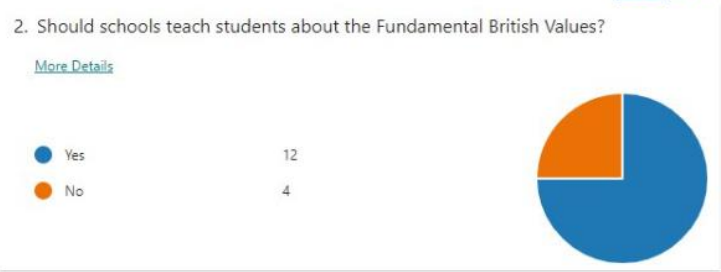 2. Should schools teach students about the Fundamental British Values?
More Details
Yes 12
No 4